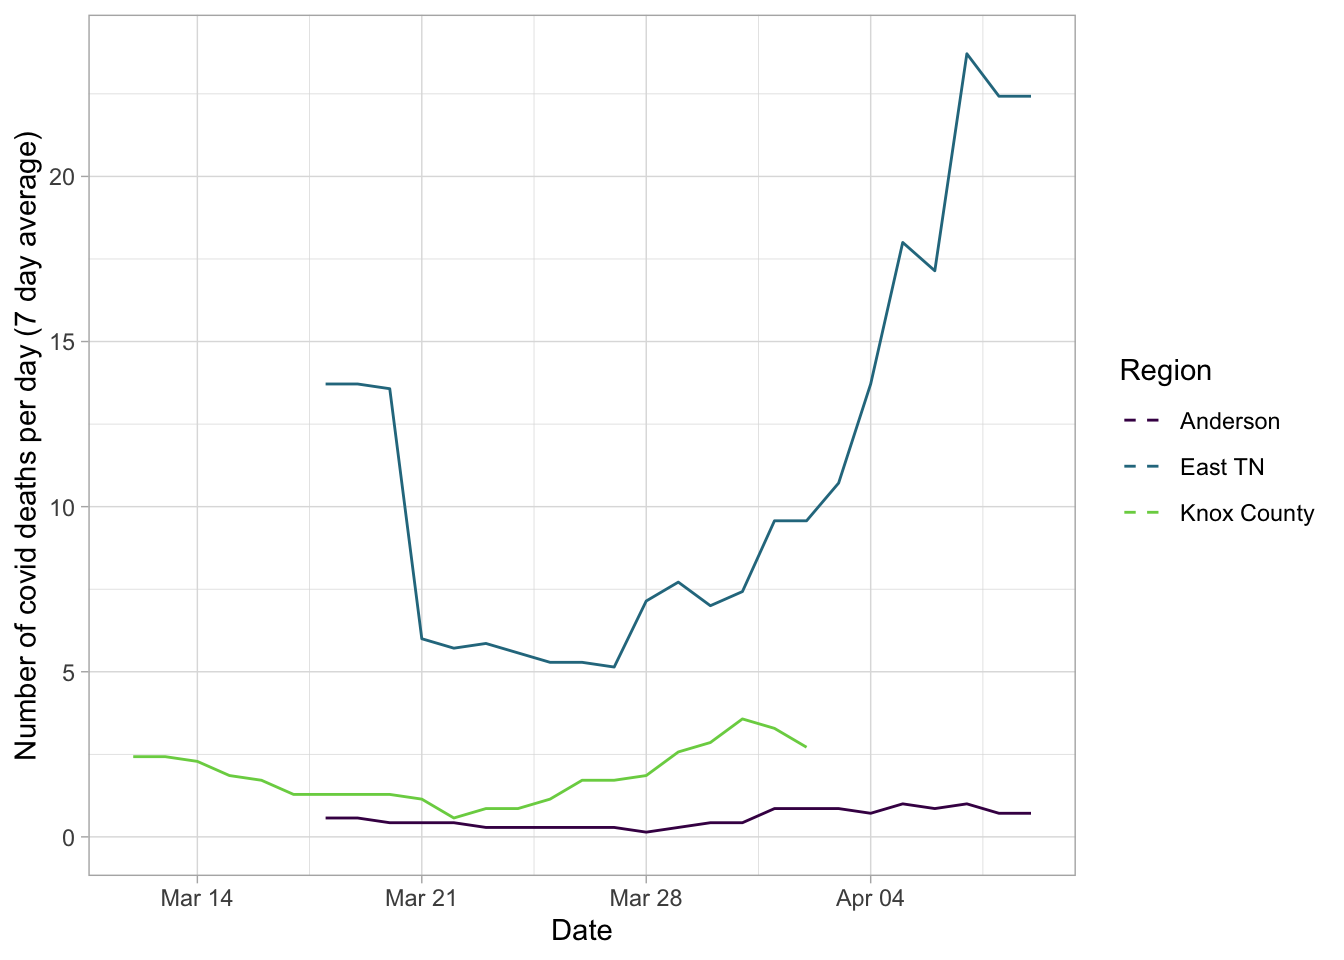 Number of covid deaths per day (7 day average)
20
15
10
5
0
Mar 14
Mar 21
Mar 28
Apr 04
Date
Region
Anderson
East TN
Knox County